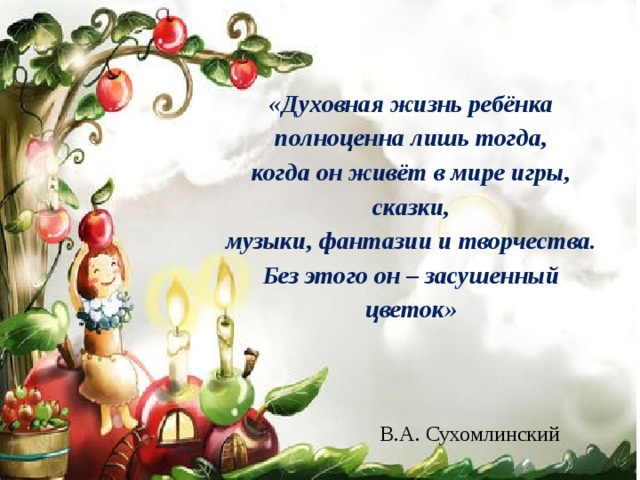 «Духовная жизнь ребёнка
полноценна лишь тогда,
когда он живёт в мире игры,
сказки,
музыки, фантазии и творчества.
Без этого он – засушенный
цветок»
В.А. Сухомлинский